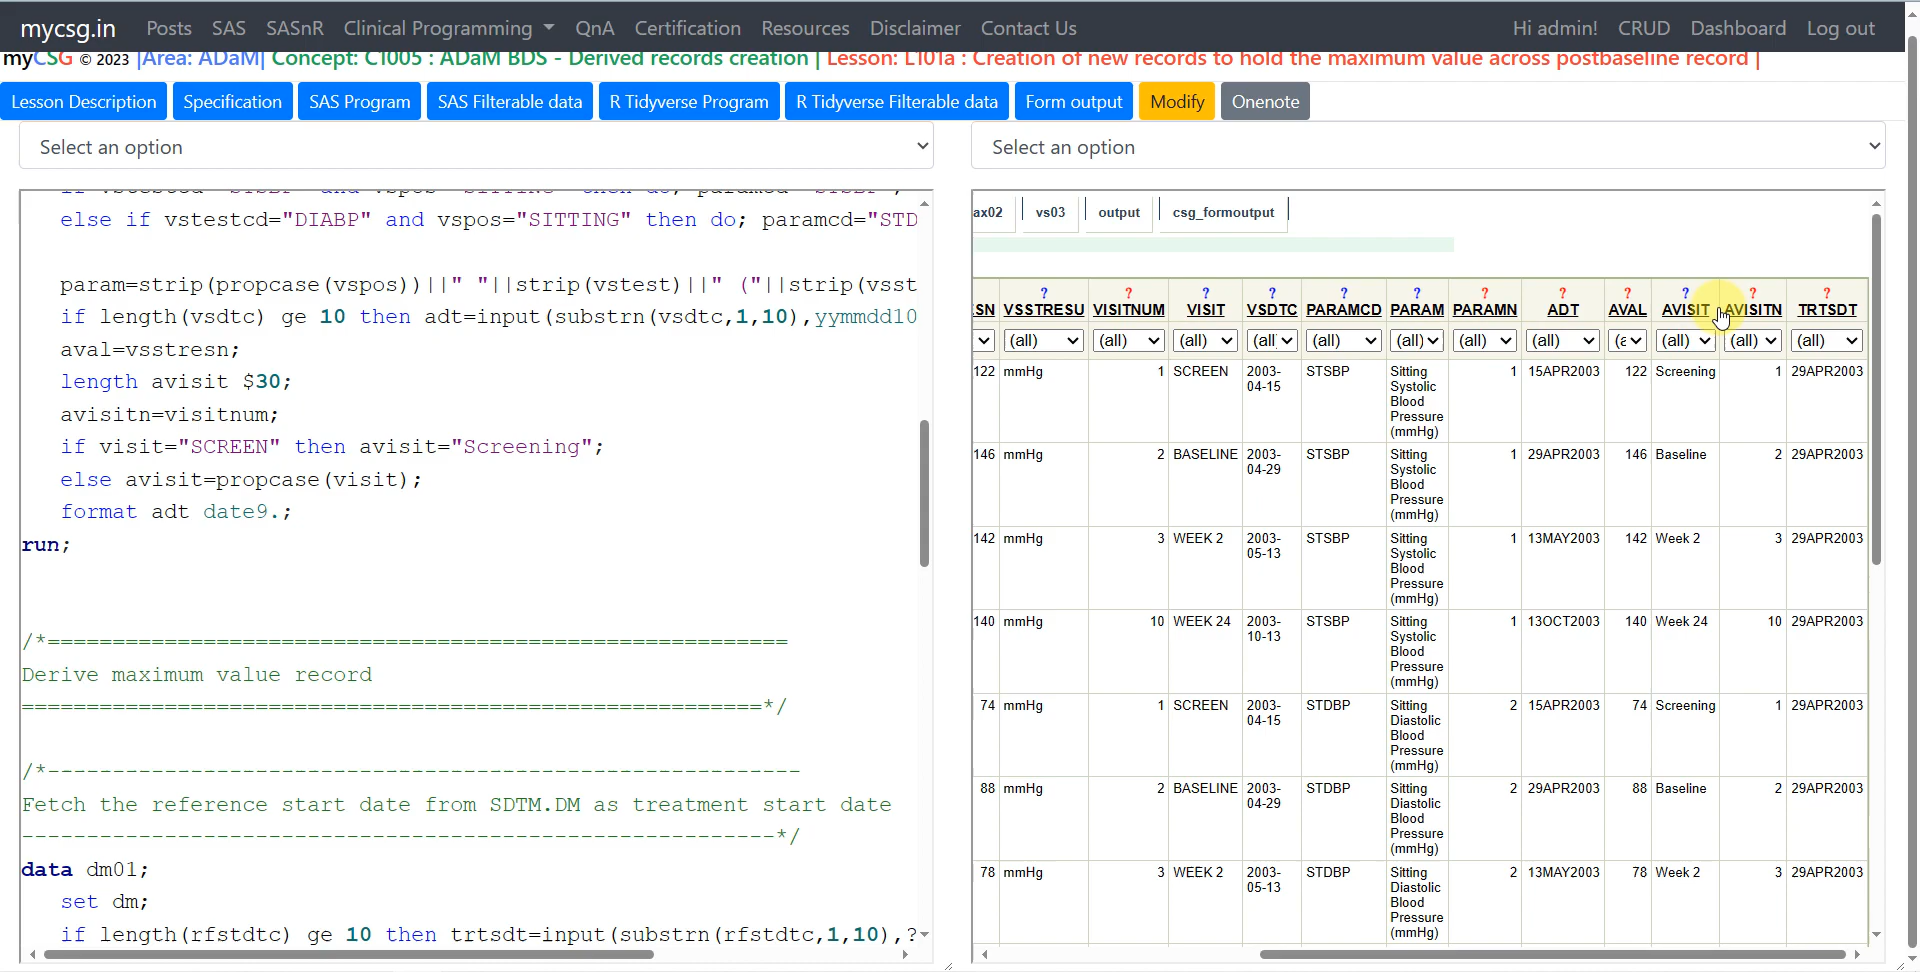 mycsg.in Posts SAS SASnR Clinical Programming QnA Certification Resources Disclaimer Contact Us Hi admin! CRUD Dashboard Log out
myCSG © 2023 |Area: ADaM| Concept: C1005 : ADaM BDS - Derived records creation | Lesson: L101a : Creation of new records to hold the maximum value across postbaseline record |
Lesson Description Specification SAS Program SAS Filterable data R Tidyverse Program R Tidyverse Filterable data Form output Modify Onenote
Select an option
else if vstestcd="DIABP" and vspos="SITTING" then do; paramcd="STD
param=strip(propcase(vspos))||" "||strip(vstest)||" ("||strip(vsst
if length(vsdtc) ge 10 then adt=input(substrn(vsdtc,1,10),yymmdd10
aval=vsstresn;
length avisit $30;
avisitn=visitnum;
if visit="SCREEN" then avisit="Screening";
else avisit=propcase(visit);
format adt date9.;
run;
/*=========================================================
Derive maximum value record
=========================================================*/
/*----------------------------------------------------------
Fetch the reference start date from SDTM.DM as treatment start date
----------------------------------------------------------*/
data dm01;
set dm;
if length(rfstdtc) ge 10 then trtsdt=input(substrn(rfstdtc,1,10),?
Select an option
ax02 vs03 output csg_formoutput
? ? ? ? ? ? ? ? ? ? ? ?
SN VSSTRESU VISITNUM VISIT VSDTC PARAMCD PARAM PARAMN ADT AVAL AVISIT AVISITN TRTSDT
(all) (all) (all) (all (all) (all) (all) (all) (a (all) (all) (all)
122 mmHg 1 SCREEN 2003- STSBP Sitting 1 15APR2003 122 Screening 1 29APR2003
04-15 Systolic
Blood
Pressure
(mmHg)
146 mmHg 2 BASELINE 2003- STSBP Sitting 1 29APR2003 146 Baseline 2 29APR2003
04-29 Systolic
Blood
Pressure
(mmHg)
142 mmHg 3 WEEK 2 2003- STSBP Sitting 1 13MAY2003 142 Week 2 3 29APR2003
05-13 Systolic
Blood
Pressure
(mmHg)
140 mmHg 10 WEEK 24 2003- STSBP Sitting 1 13OCT2003 140 Week 24 10 29APR2003
10-13 Systolic
Blood
Pressure
(mmHg)
74 mmHg 1 SCREEN 2003- STDBP Sitting 2 15APR2003 74 Screening 1 29APR2003
04-15 Diastolic
Blood
Pressure
(mmHg)
88 mmHg 2 BASELINE 2003- STDBP Sitting 2 29APR2003 88 Baseline 2 29APR2003
04-29 Diastolic
Blood
Pressure
(mmHg)
78 mmHg 3 WEEK 2 2003- STDBP Sitting 2 13MAY2003 78 Week 2 3 29APR2003
05-13 Diastolic
Blood
Pressure
(mmHg)